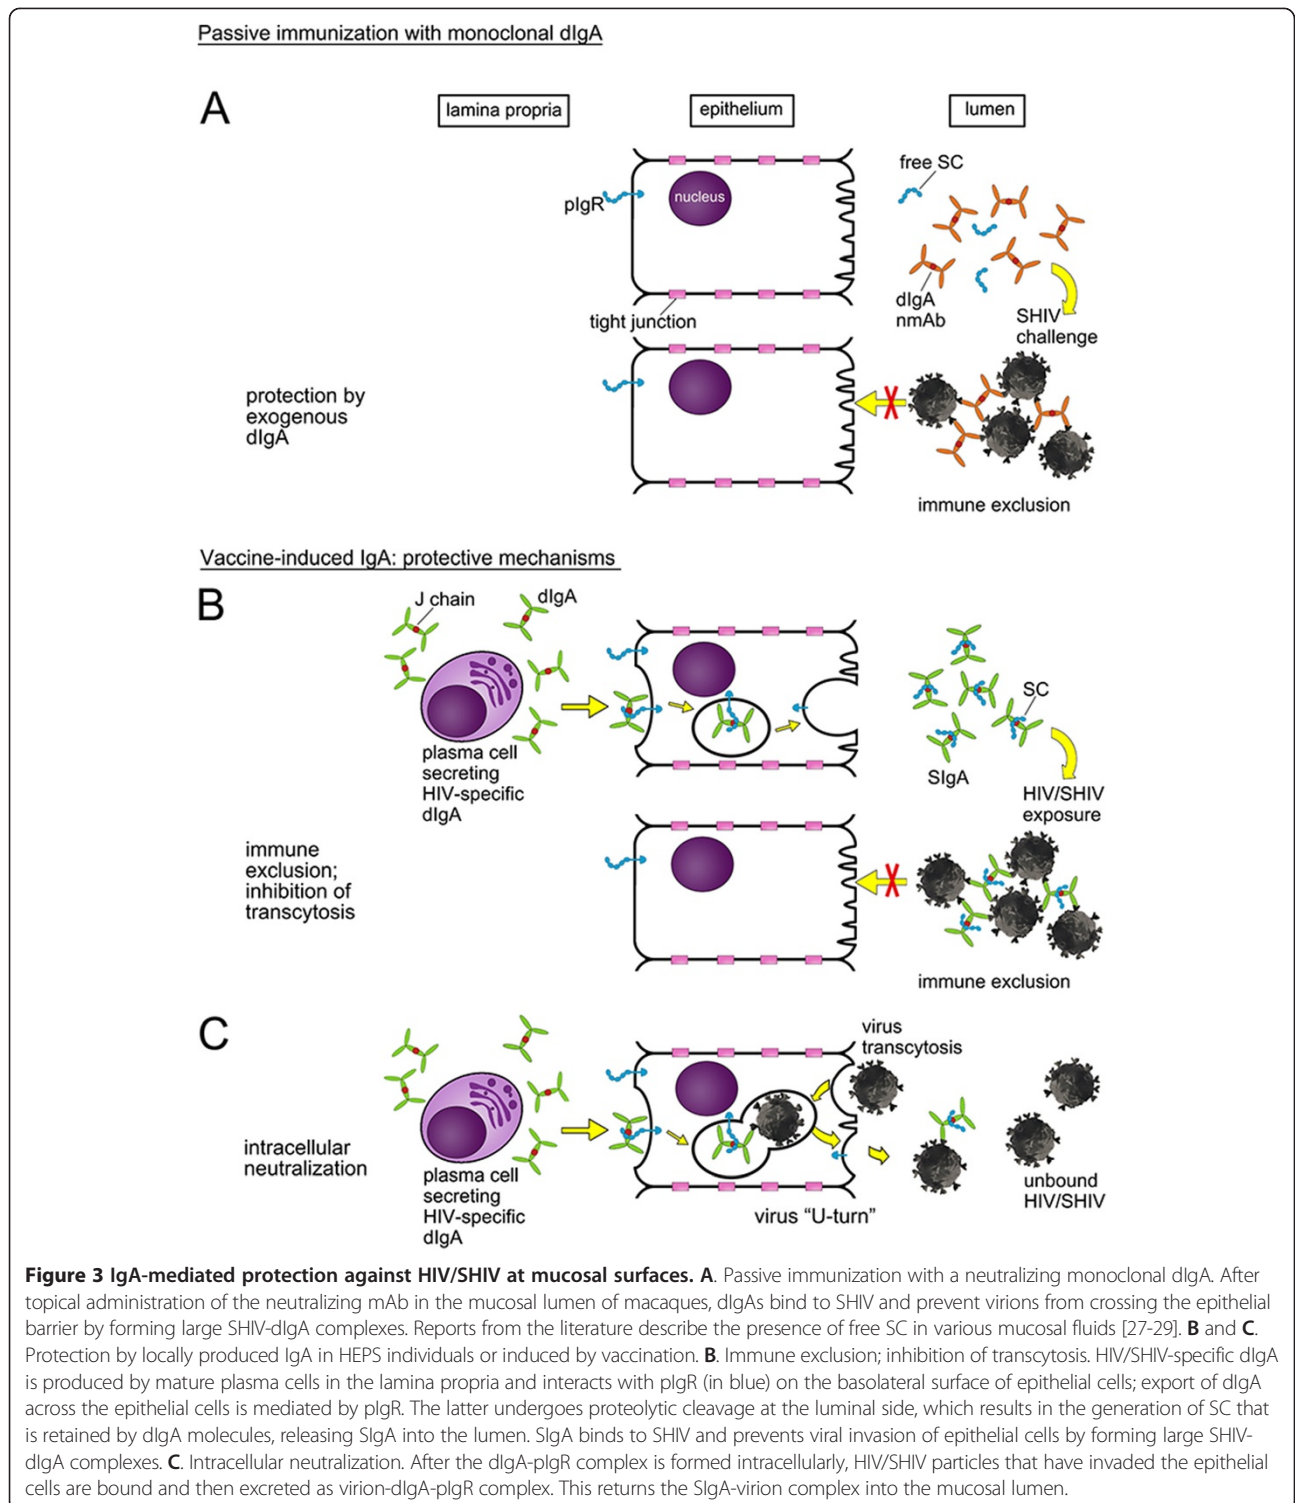 Passive immunization with monoclonal dIgA
A
lamina propria
epithelium
lumen
free SC
pIgR
nucleus
dIgA
nmAb
tight junction
SHIV
challenge
protection by
exogenous
dIgA
immune exclusion
Vaccine-induced IgA: protective mechanisms
B
J chain
dIgA
SC
plasma cell
secreting
HIV-specific
dIgA
SIgA
HIV/SHIV
exposure
immune
exclusion;
inhibition of
transcytosis
immune exclusion
C
virus
transcytosis
intracellular
neutralization
plasma cell
secreting
HIV-specific
dIgA
unbound
HIV/SHIV
virus “U-turn”
Figure 3 IgA-mediated protection against HIV/SHIV at mucosal surfaces. A. Passive immunization with a neutralizing monoclonal dIgA. After
topical administration of the neutralizing mAb in the mucosal lumen of macaques, dIgAs bind to SHIV and prevent virions from crossing the epithelial
barrier by forming large SHIV-dIgA complexes. Reports from the literature describe the presence of free SC in various mucosal fluids [27-29]. B and C.
Protection by locally produced IgA in HEPS individuals or induced by vaccination. B. Immune exclusion; inhibition of transcytosis. HIV/SHIV-specific dIgA
is produced by mature plasma cells in the lamina propria and interacts with pIgR (in blue) on the basolateral surface of epithelial cells; export of dIgA
across the epithelial cells is mediated by pIgR. The latter undergoes proteolytic cleavage at the luminal side, which results in the generation of SC that
is retained by dIgA molecules, releasing SIgA into the lumen. SIgA binds to SHIV and prevents viral invasion of epithelial cells by forming large SHIV-
dIgA complexes. C. Intracellular neutralization. After the dIgA-pIgR complex is formed intracellularly, HIV/SHIV particles that have invaded the epithelial
cells are bound and then excreted as virion-dIgA-pIgR complex. This returns the SIgA-virion complex into the mucosal lumen.